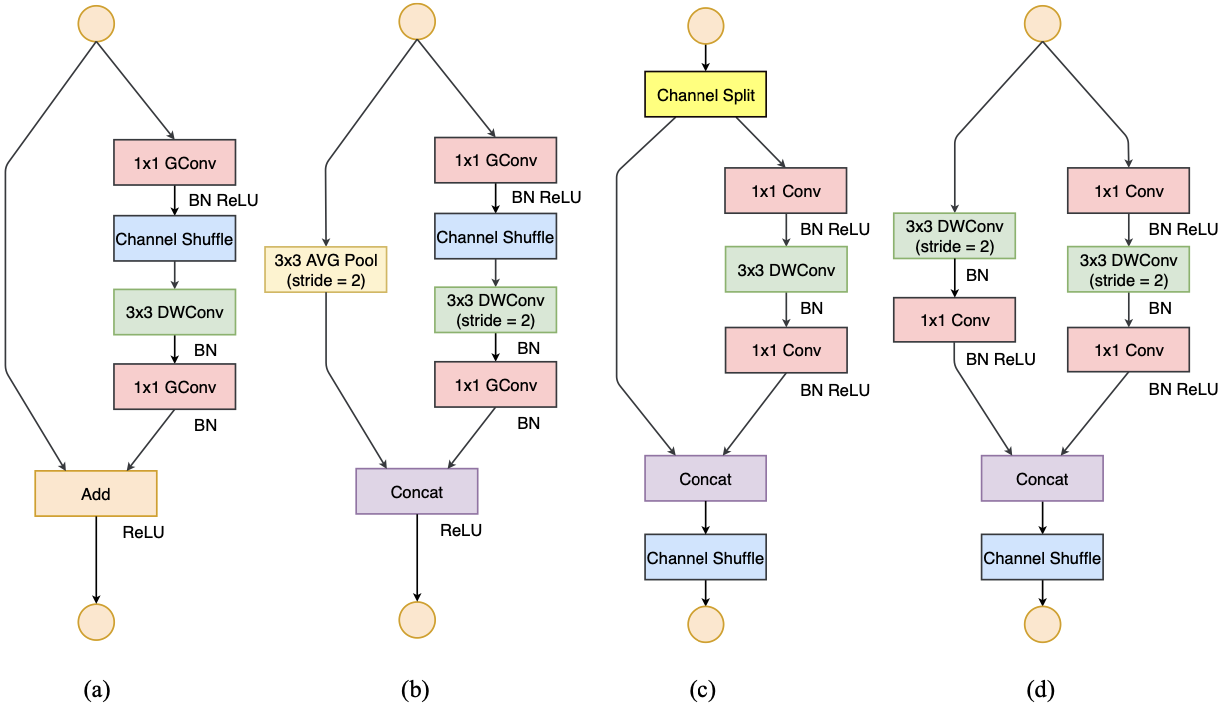 1x1 GConv
BN ReLU
Channel Shuffle
3x3 DWConv
BN
1x1 GConv
BN
Add
ReLU
(a)
1x1 GConv
BN ReLU
Channel Shuffle
3x3 AVG Pool
(stride = 2)
3x3 DWConv
(stride = 2)
BN
1x1 GConv
BN
Concat
ReLU
(b)
Channel Split
1x1 Conv
BN ReLU
3x3 DWConv
BN
1x1 Conv
BN ReLU
Concat
Channel Shuffle
(c)
3x3 DWConv
(stride = 2)
BN
1x1 Conv
BN ReLU
1x1 Conv
BN ReLU
3x3 DWConv
(stride = 2)
BN
1x1 Conv
BN ReLU
Concat
Channel Shuffle
(d)